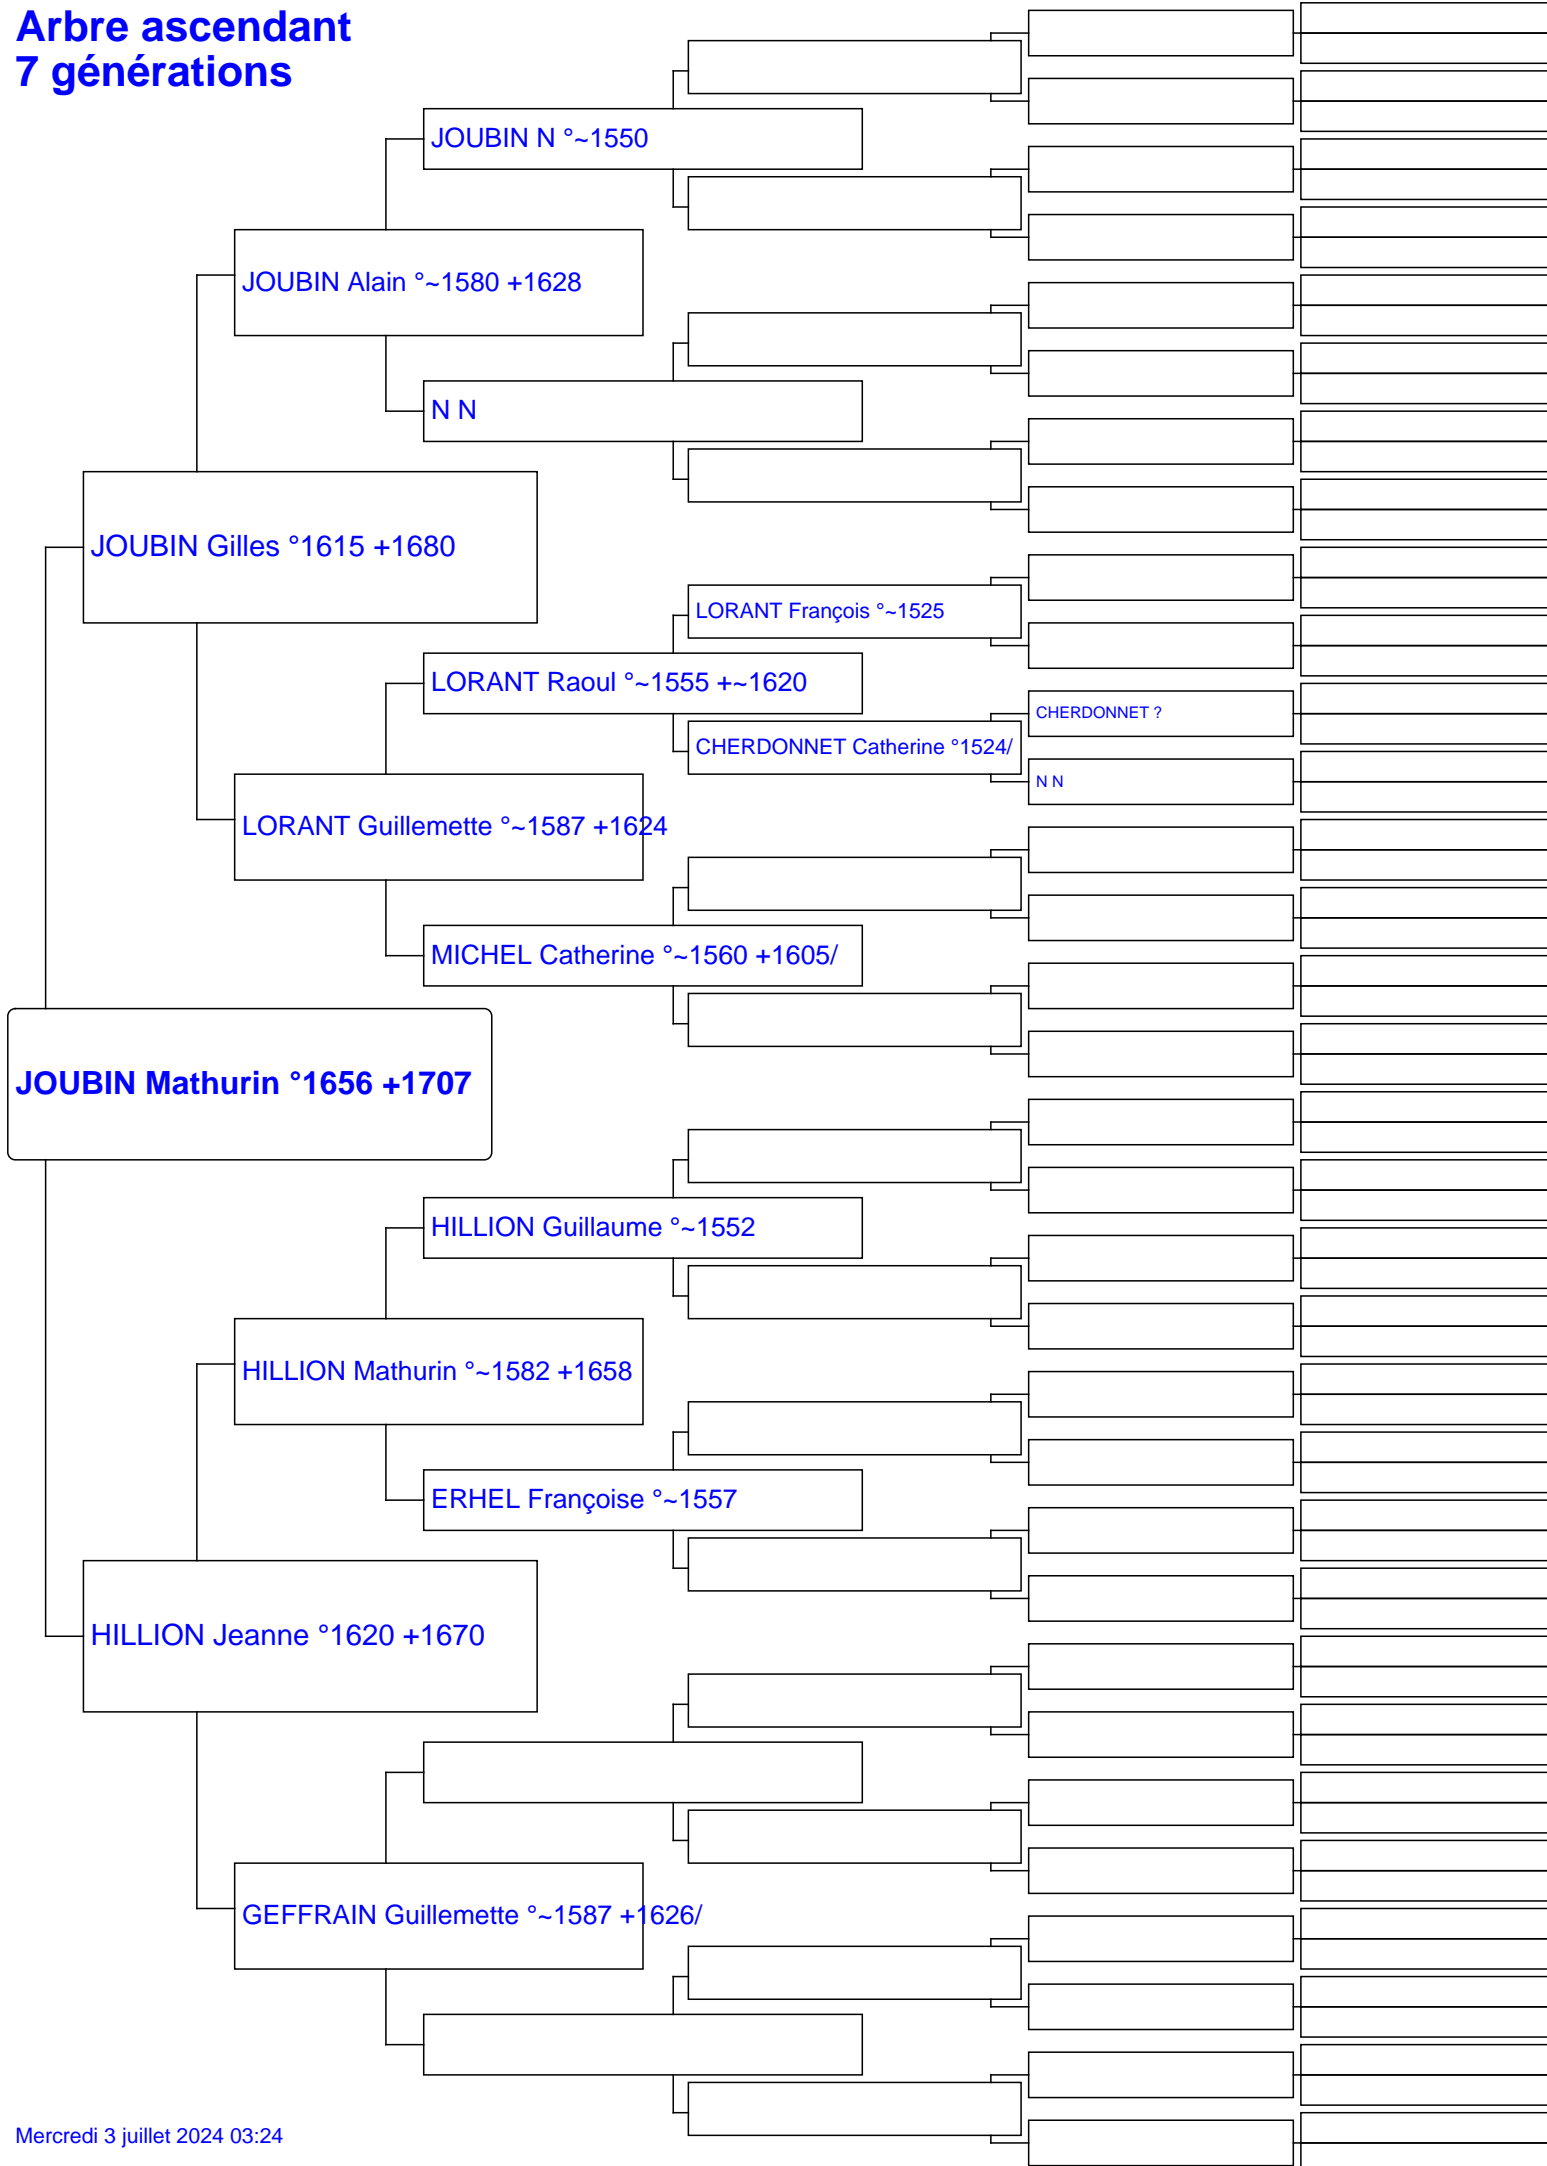 Arbre ascendant
7 générations
JOUBIN N °~1550
JOUBIN Alain °~1580 +1628
N N
JOUBIN Gilles °1615 +1680
LORANT François °~1525
LORANT Raoul °~1555 +~1620
CHERDONNET ?
CHERDONNET Catherine °1524/
N N
LORANT Guillemette °~1587 +1624
MICHEL Catherine °~1560 +1605/
JOUBIN Mathurin °1656 +1707
HILLION Guillaume °~1552
HILLION Mathurin °~1582 +1658
ERHEL Françoise °~1557
HILLION Jeanne °1620 +1670
GEFFRAIN Guillemette °~1587 +1626/
Mercredi 3 juillet 2024 03:24